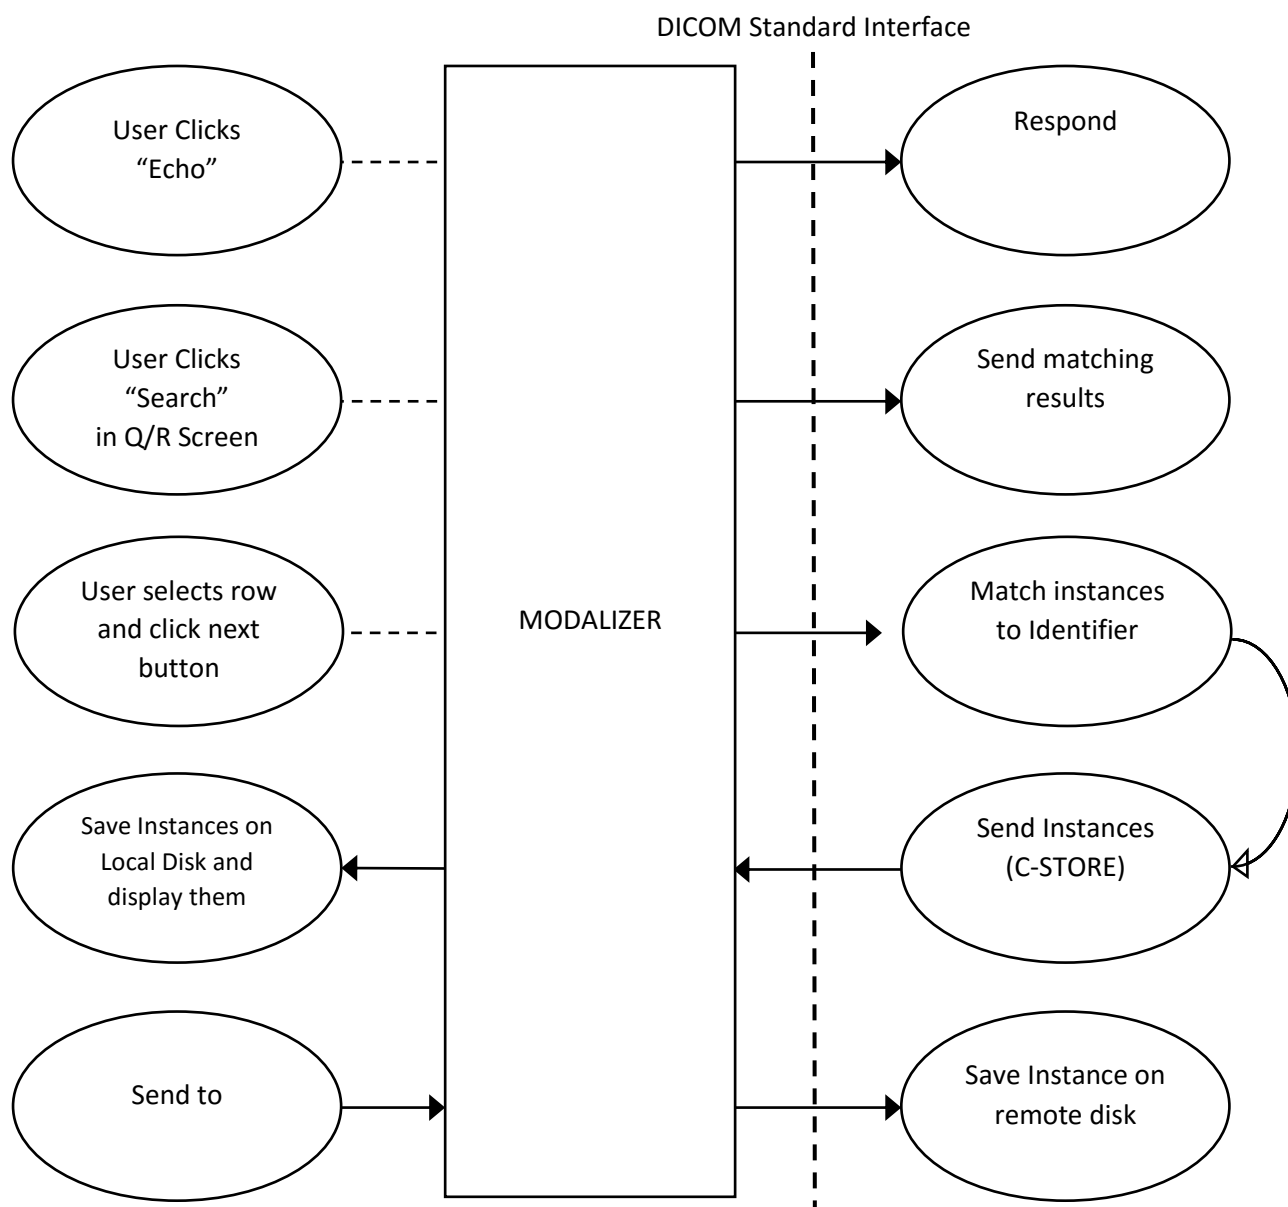 DICOM Standard Interface
User Clicks
“Echo”
Respond
User Clicks
“Search”
in Q/R Screen
Send matching
results
User selects row
and click next
button
MODALIZER
Match instances
to Identifier
Save Instances on
Local Disk and
display them
Send Instances
(C-STORE)
Send to
Save Instance on
remote disk